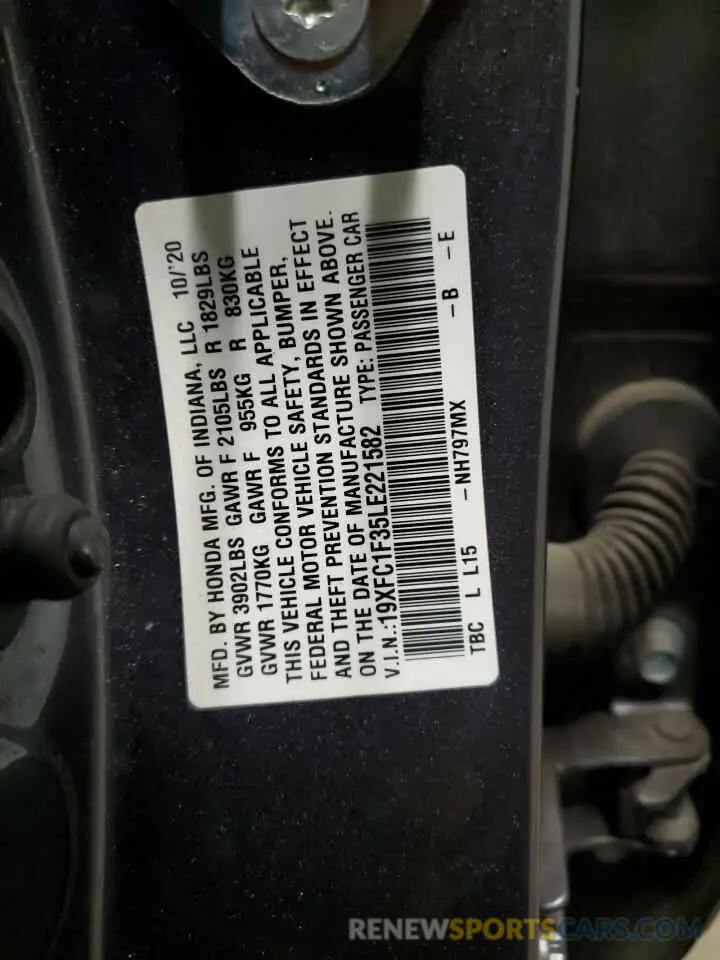 MFD. BY HONDA MFG. OF INDIANA, LLC 10/'20
GVWR 3902LBS GAWR F 2105LBS R 1829LBS
GVWR 1770KG GAWR F 955KG R 830KG
THIS VEHICLE CONFORMS TO ALL APPLICABLE
FEDERAL MOTOR VEHICLE SAFETY, BUMPER,
AND THEFT PREVENTION STANDARDS IN EFFECT
ON THE DATE OF MANUFACTURE SHOWN ABOVE.
V.I.N.:19XFC1F35LE221582 TYPE: PASSENGER CAR
TBC L L15 -NH797MX -B -E
RENEWSPORTSCARS.COM